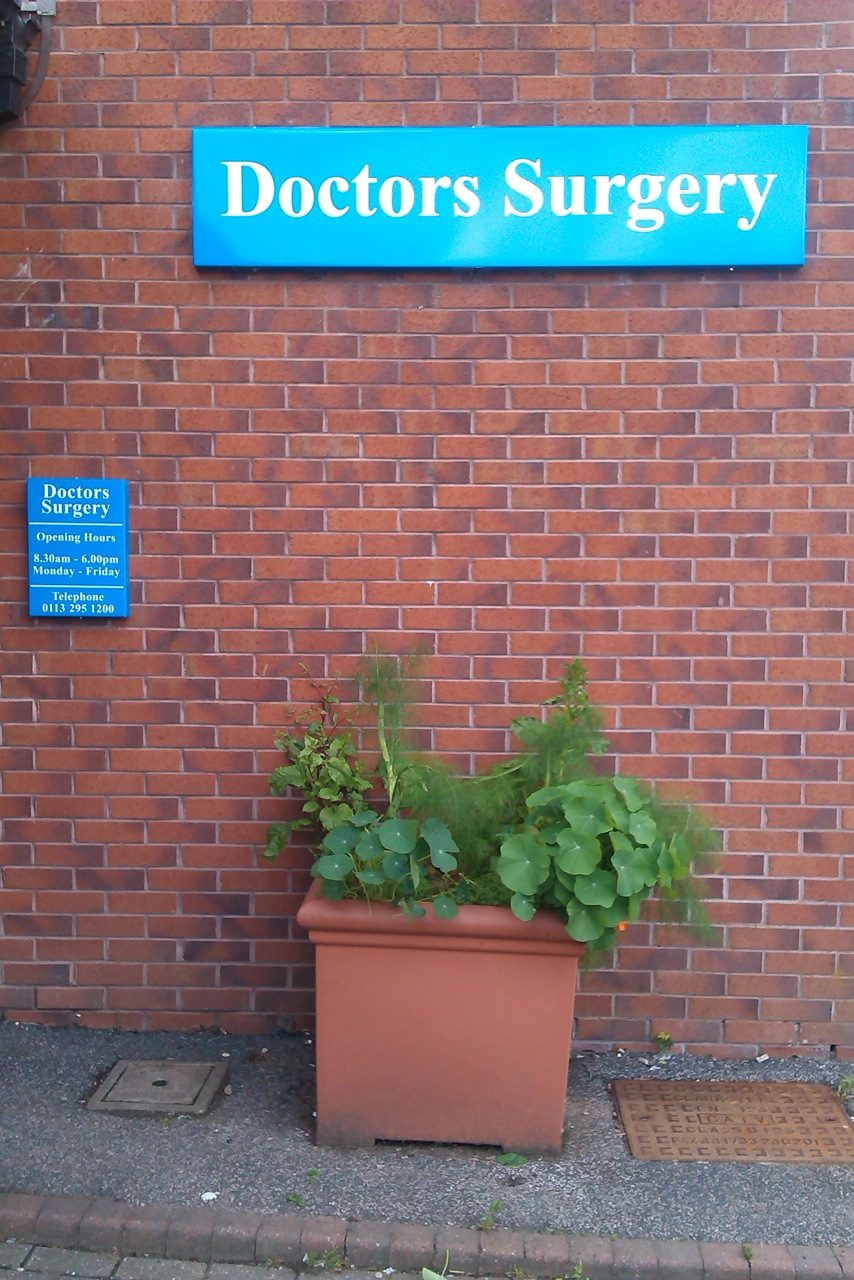 Doctors Surgery
Doctors
Surgery
Opening Hours
8.30am - 6.00pm
Monday - Friday
Telephone
0113 295 1200